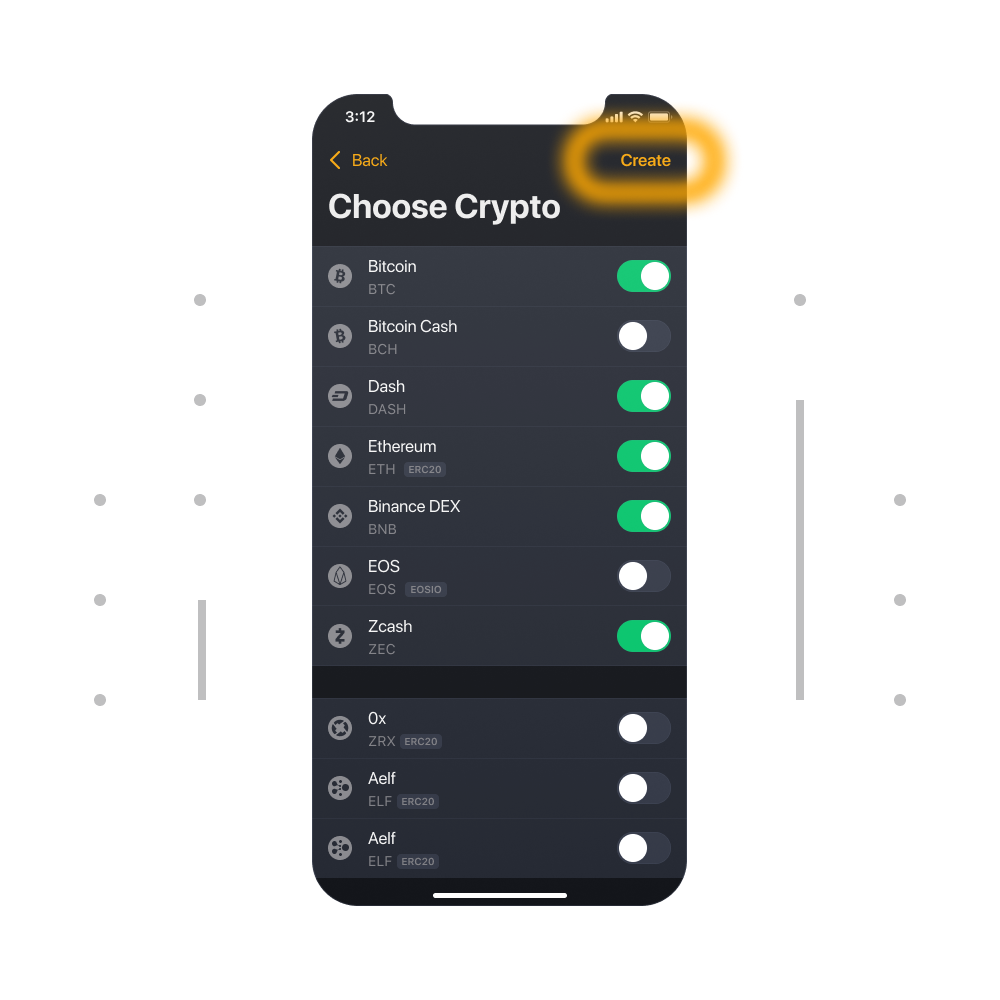 3:12
Back
Create
Choose Crypto
Bitcoin
BTC
Bitcoin Cash
BCH
Dash
DASH
Ethereum
ETH ERC20
Binance DEX
BNB
EOS
EOS EOSIO
Zcash
ZEC
0x
ZRX ERC20
Aelf
ELF ERC20
Aelf
ELF ERC20